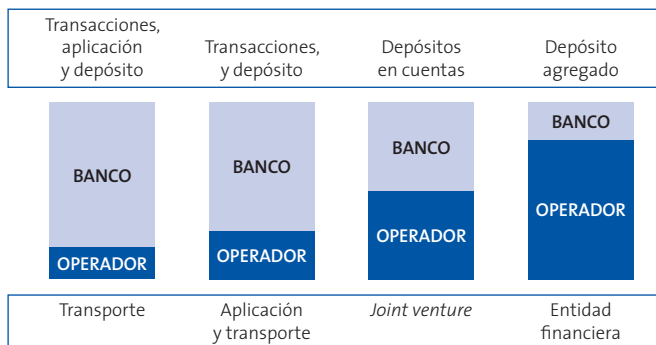 Transacciones,
aplicación
y depósito
Transacciones,
y depósito
Depósitos
en cuentas
Depósito
agregado
BANCO
OPERADOR
BANCO
OPERADOR
BANCO
OPERADOR
BANCO
OPERADOR
Transporte
Aplicación
y transporte
Joint venture
Entidad
financiera